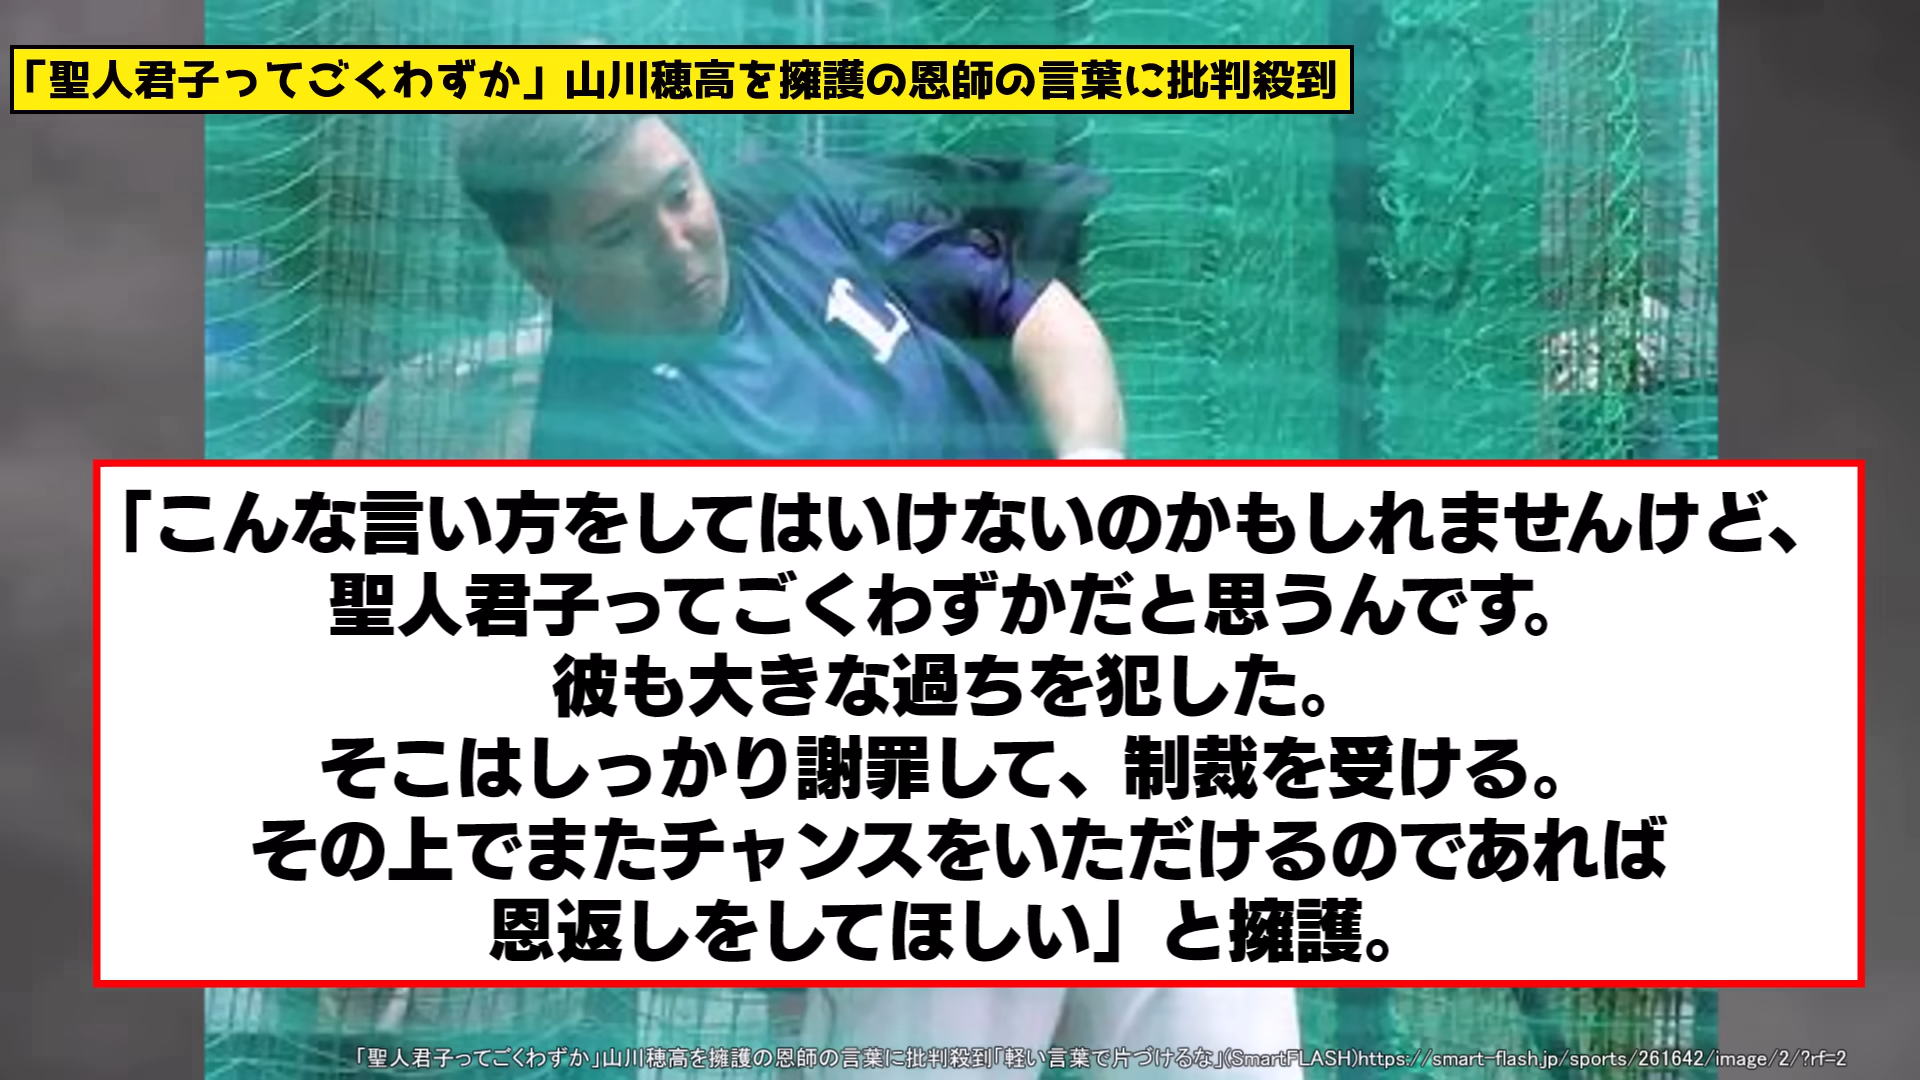 「聖人君子ってごくわずか」山川穂高を擁護の恩師の言葉に批判殺到
L
「こんな言い方をしてはいけないのかもしれませんけど、
聖人君子ってごくわずかだと思うんです。
彼も大きな過ちを犯した。
そこはしっかり謝罪して、制裁を受ける。
その上でまたチャンスをいただけるのであれば
恩返しをしてほしい」と擁護。
「聖人君子ってごくわずか」山川穂高を擁護の恩師の言葉に批判殺到「軽い言葉で片づけるな」(SmartFLASH)https://smart-flash.jp/sports/261642/image/2/?rf=2